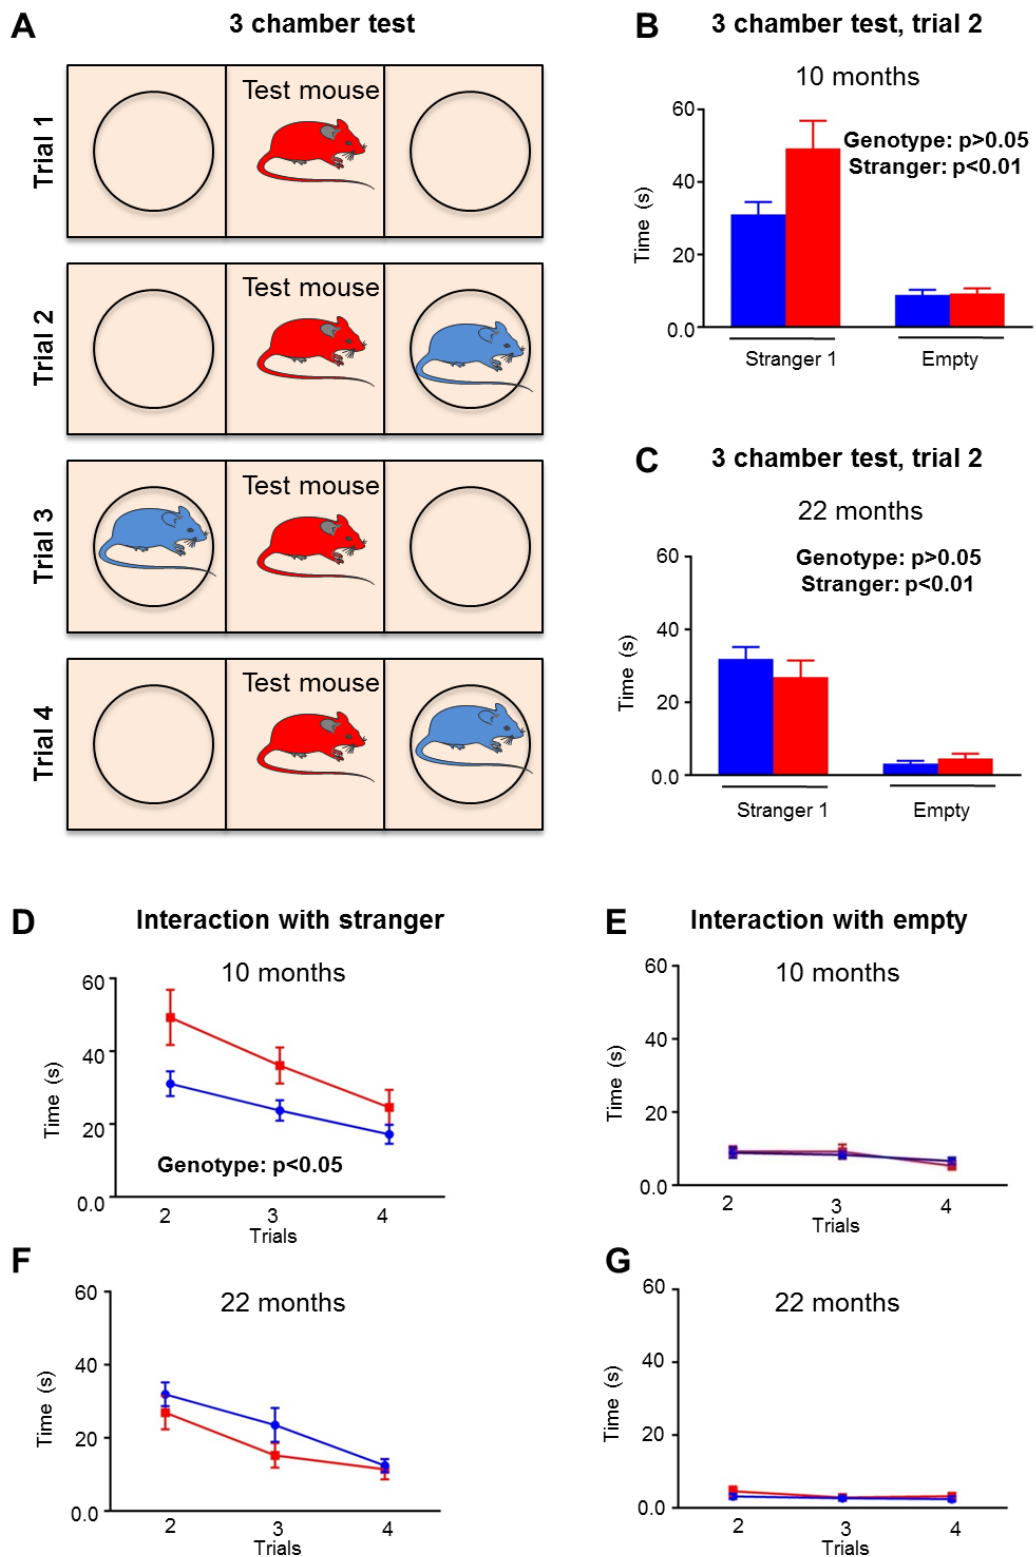 A
3 chamber test
Trial 1
Test mouse
Trial 2
Test mouse
Trial 3
Test mouse
Trial 4
Test mouse
B
3 chamber test, trial 2
10 months
Time (s)
60
40
20
0.0
Genotype: p>0.05
Stranger: p<0.01
Stranger 1
Empty
C
3 chamber test, trial 2
22 months
Time (s)
60
40
20
0.0
Genotype: p>0.05
Stranger: p<0.01
Stranger 1
Empty
D
Interaction with stranger
10 months
Time (s)
60
40
20
0.0
Genotype: p<0.05
2 3 4
Trials
E
Interaction with empty
10 months
Time (s)
60
40
20
0.0
2 3 4
Trials
F
22 months
Time (s)
60
40
20
0.0
2 3 4
Trials
G
22 months
Time (s)
60
40
20
0.0
2 3 4
Trials